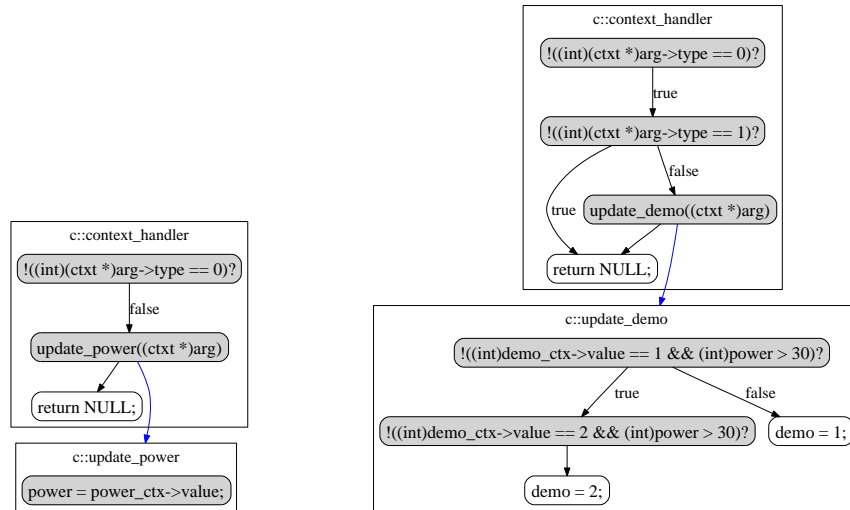 c::context_handler
!((int)(ctxt *)arg->type == 0)?
false
update_power((ctxt *)arg)
return NULL;
c::update_power
power = power_ctx->value;
c::context_handler
!((int)(ctxt *)arg->type == 0)?
true
!((int)(ctxt *)arg->type == 1)?
false
true
update_demo((ctxt *)arg)
return NULL;
c::update_demo
!((int)demo_ctx->value == 1 && (int)power > 30)?
true
false
!((int)demo_ctx->value == 2 && (int)power > 30)?
demo = 1;
demo = 2;